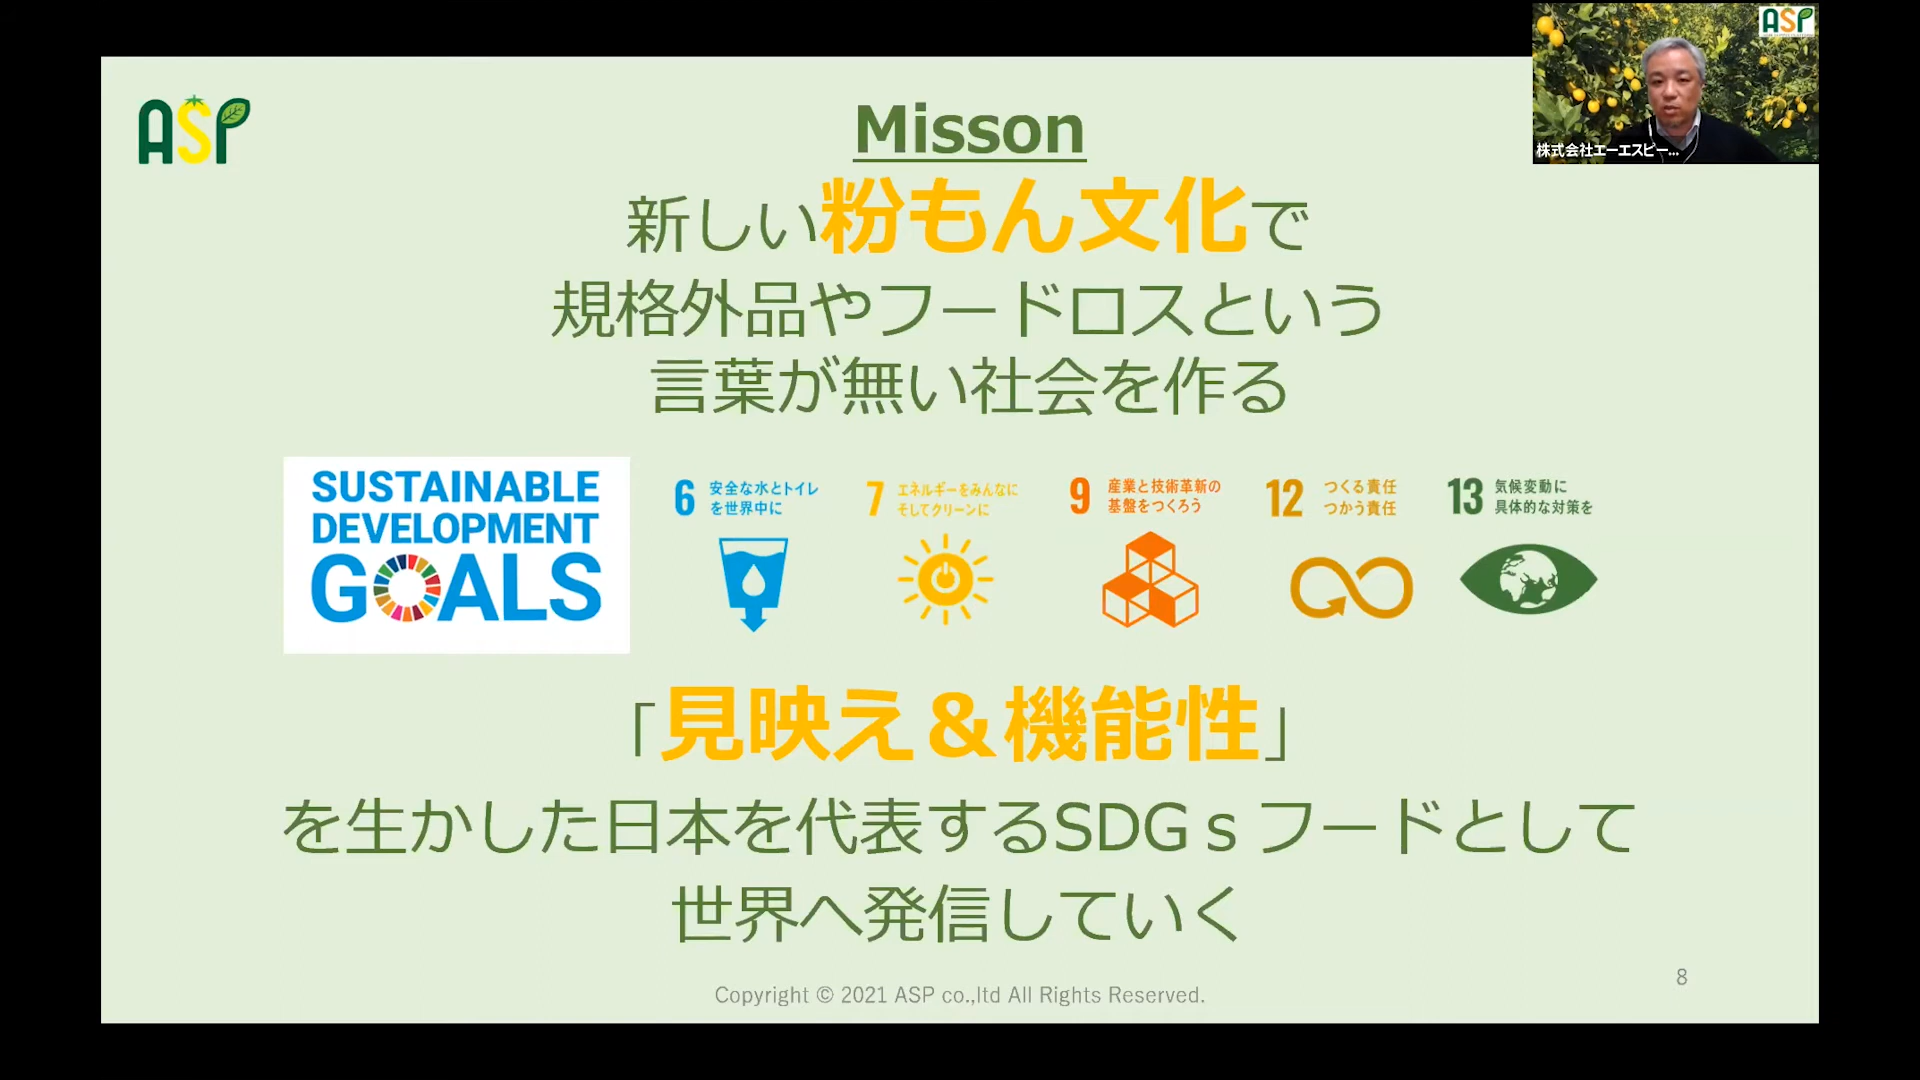 ASP
Misson
新しい粉もん文化で
規格外品やフードロスという
言葉が無い社会を作る
SUSTAINABLE
DEVELOPMENT
GOALS
6 安全な水とトイレ
を世界中に
7 エネルギーをみんなに
そしてクリーンに
9 産業と技術革新の
基盤をつくろう
12 つくる責任
つかう責任
13 気候変動に
具体的な対策を
「見映え＆機能性」
を生かした日本を代表するSDGｓフードとして
世界へ発信していく
Copyright © 2021 ASP co.,ltd All Rights Reserved.
8
ASP
株式会社エーエスピー...